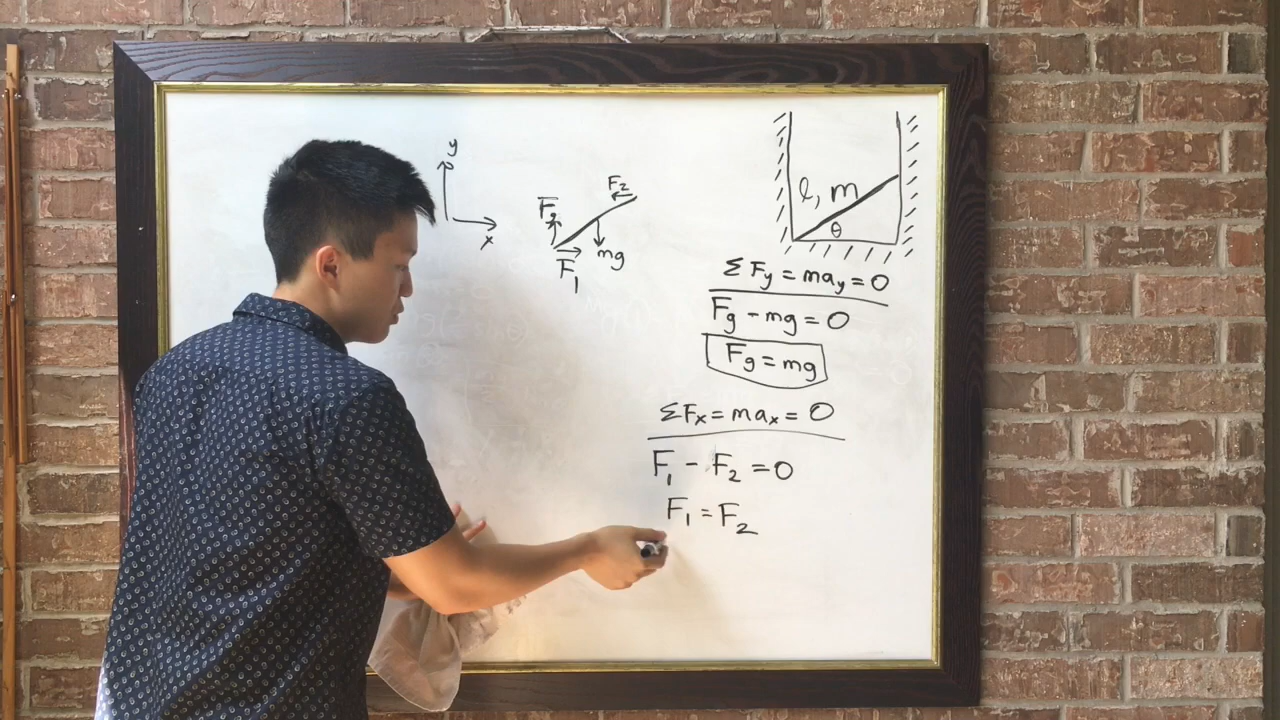 y
x
F₂
Fg
mg
F₁
l, m
θ
ΣFy = may = 0
Fg - mg = 0
Fg = mg
ΣFx = max = 0
F₁ - F₂ = 0
F₁ = F₂